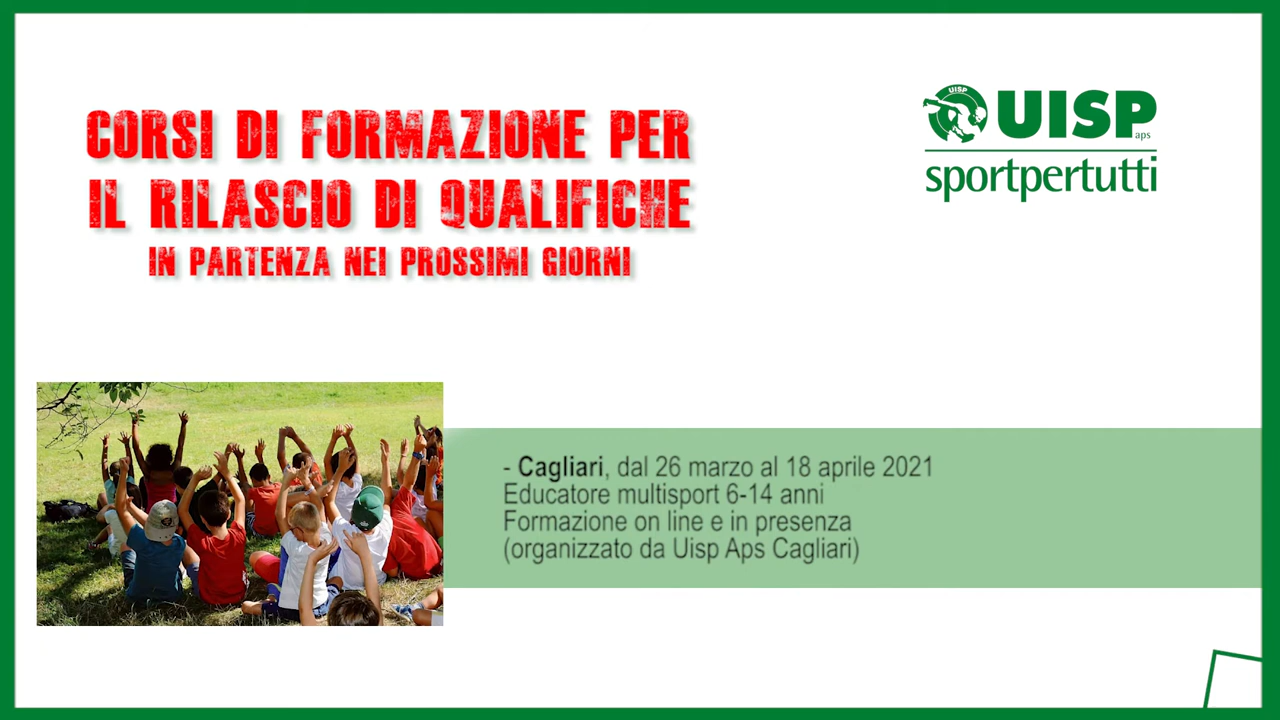 CORSI DI FORMAZIONE PER
IL RILASCIO DI QUALIFICHE
IN PARTENZA NEI PROSSIMI GIORNI
UISP
UISP
aps
sportpertutti
- Cagliari, dal 26 marzo al 18 aprile 2021
Educatore multisport 6-14 anni
Formazione on line e in presenza
(organizzato da Uisp Aps Cagliari)